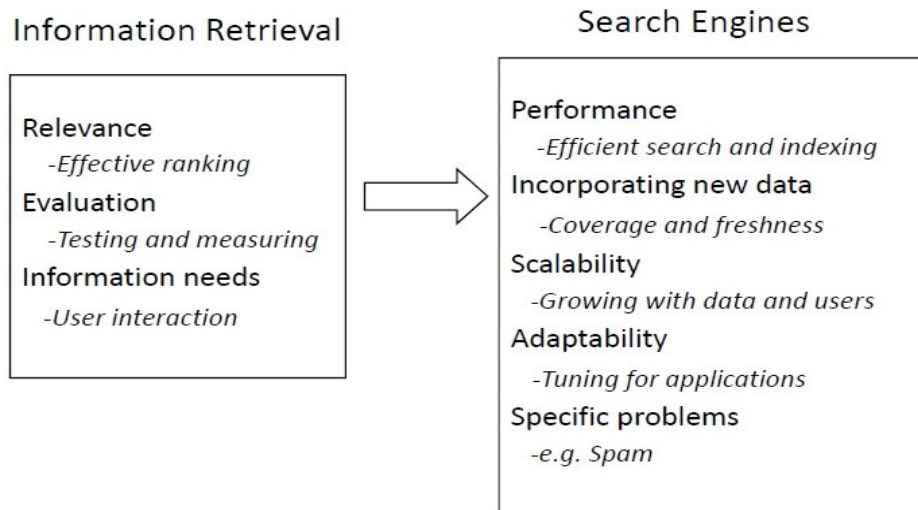 Information Retrieval
Relevance
-Effective ranking
Evaluation
-Testing and measuring
Information needs
-User interaction
Search Engines
Performance
-Efficient search and indexing
Incorporating new data
-Coverage and freshness
Scalability
-Growing with data and users
Adaptability
-Tuning for applications
Specific problems
-e.g. Spam